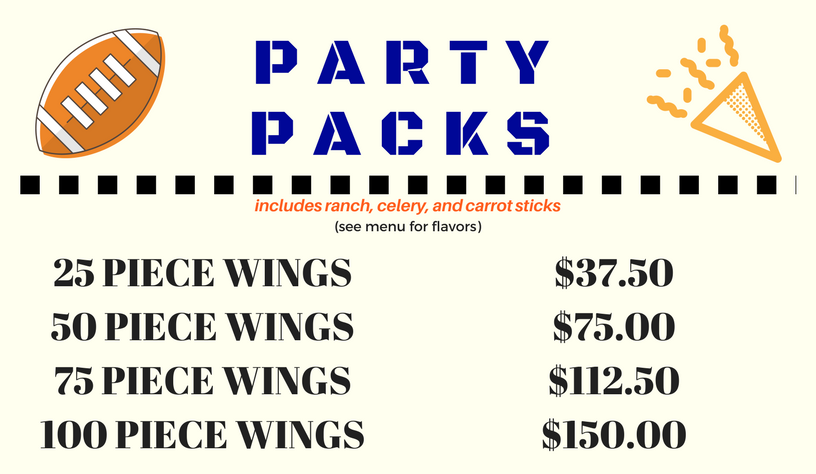 PARTY
PACKS
includes ranch, celery, and carrot sticks
(see menu for flavors)
25 PIECE WINGS $37.50
50 PIECE WINGS $75.00
75 PIECE WINGS $112.50
100 PIECE WINGS $150.00